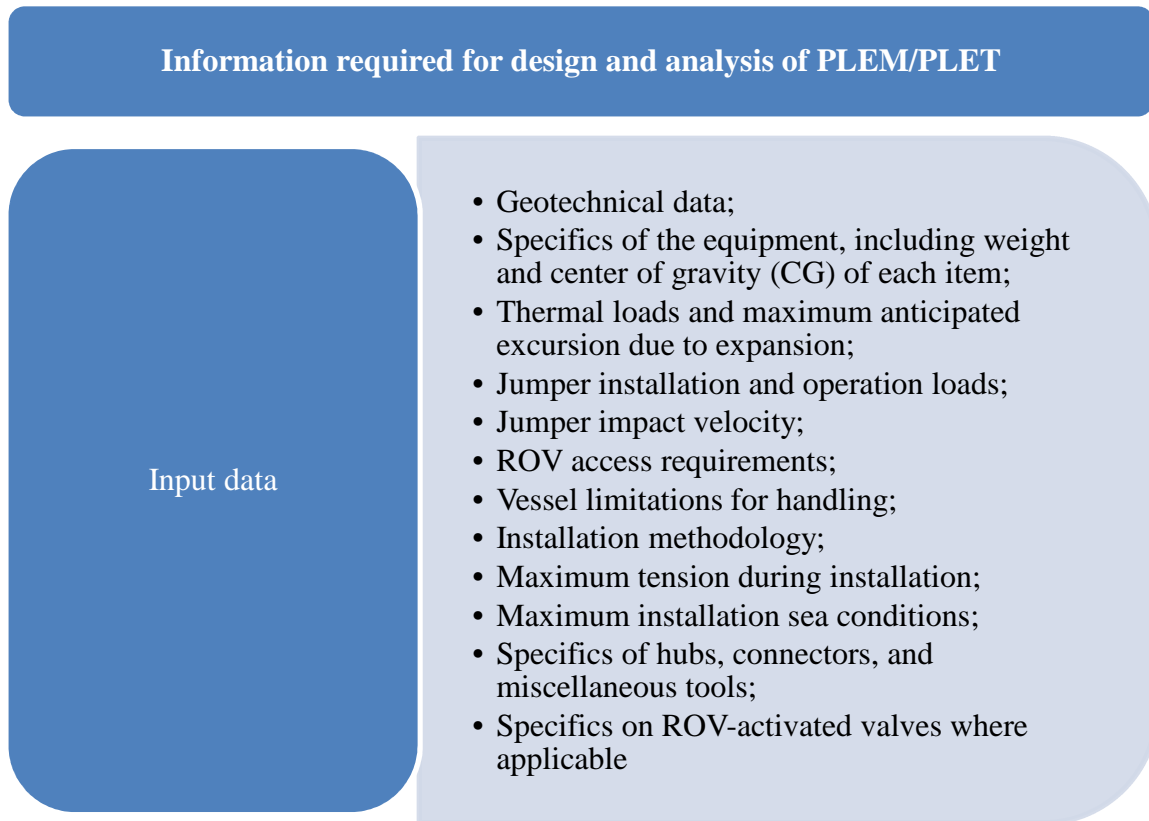 Information required for design and analysis of PLEM/PLET
Input data
• Geotechnical data;
• Specifics of the equipment, including weight
and center of gravity (CG) of each item;
• Thermal loads and maximum anticipated
excursion due to expansion;
• Jumper installation and operation loads;
• Jumper impact velocity;
• ROV access requirements;
• Vessel limitations for handling;
• Installation methodology;
• Maximum tension during installation;
• Maximum installation sea conditions;
• Specifics of hubs, connectors, and
miscellaneous tools;
• Specifics on ROV-activated valves where
applicable